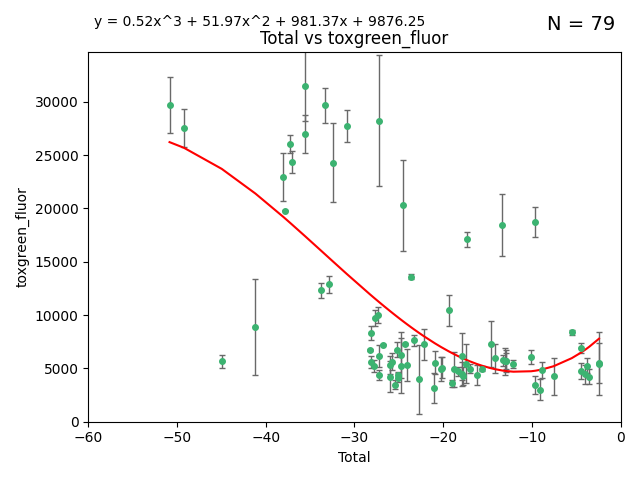 y = 0.52x^3 + 51.97x^2 + 981.37x + 9876.25
N = 79
Total vs toxgreen_fluor
toxgreen_fluor
30000
25000
20000
15000
10000
5000
0
−60
−50
−40
−30
−20
−10
0
Total